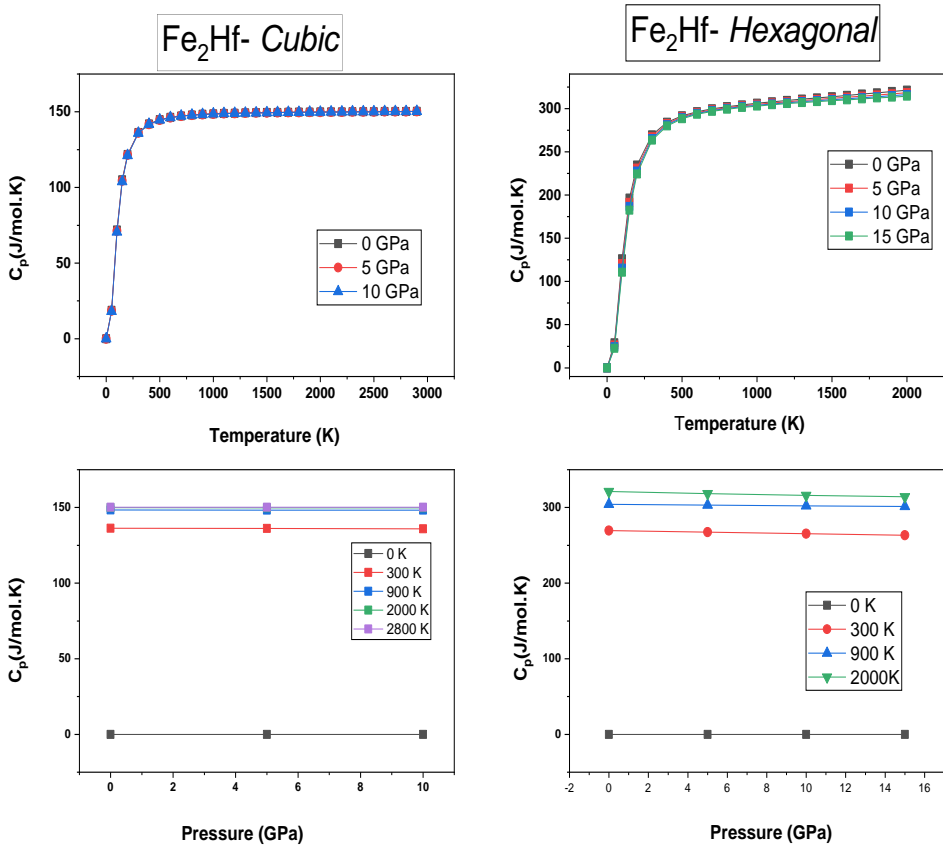 Fe₂Hf- Cubic
Fe₂Hf- Hexagonal
Cₚ(J/mol.K)
150
100
50
0
0 GPa
5 GPa
10 GPa
0 500 1000 1500 2000 2500 3000
Temperature (K)
Cₚ(J/mol.K)
300
250
200
150
100
50
0
0 GPa
5 GPa
10 GPa
15 GPa
0 500 1000 1500 2000
Temperature (K)
Cₚ(J/mol.K)
150
100
50
0
0 K
300 K
900 K
2000 K
2800 K
0 2 4 6 8 10
Pressure (GPa)
Cₚ(J/mol.K)
300
200
100
0
0 K
300 K
900 K
2000K
-2 0 2 4 6 8 10 12 14 16
Pressure (GPa)